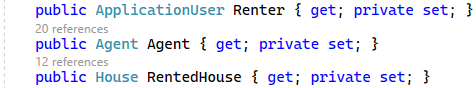 public ApplicationUser Renter { get; private set; }
20 references
public Agent Agent { get; private set; }
12 references
public House RentedHouse { get; private set; }